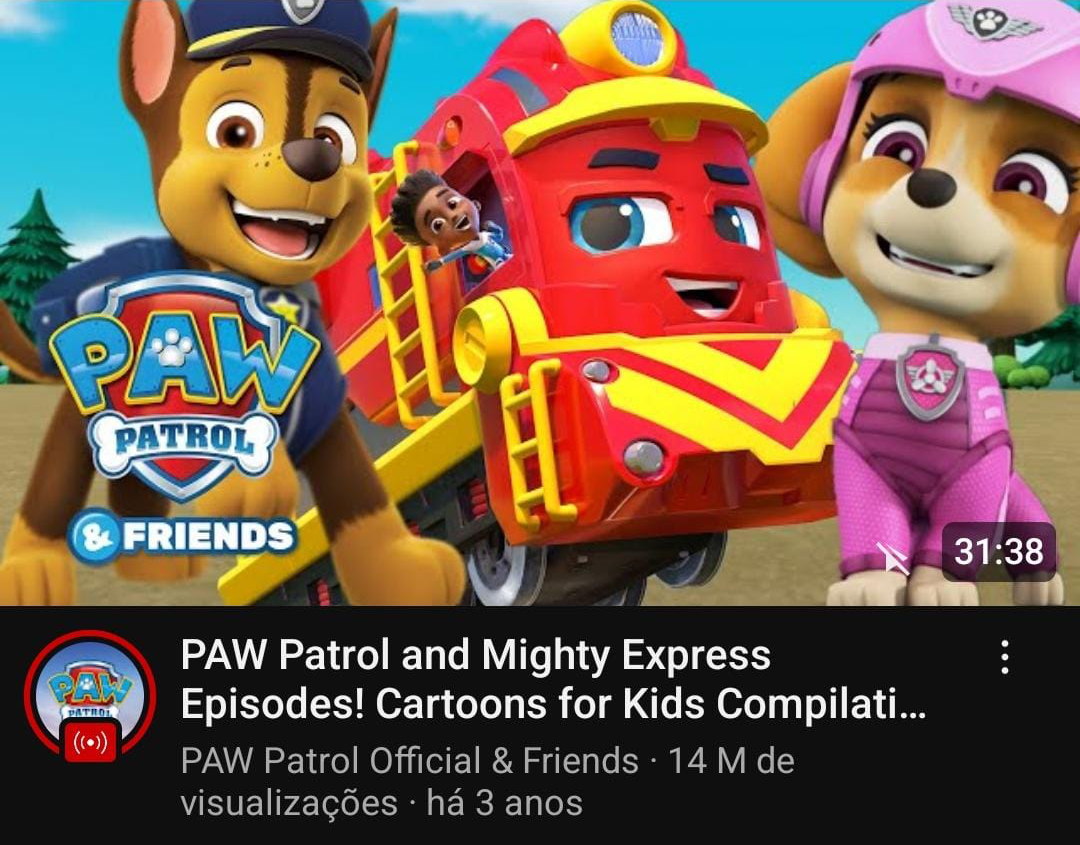 PAW
PATROL
& FRIENDS
31:38
PAW Patrol and Mighty Express
Episodes! Cartoons for Kids Compilati...
PAW PATROL
PAW Patrol Official & Friends · 14 M de
visualizações · há 3 anos